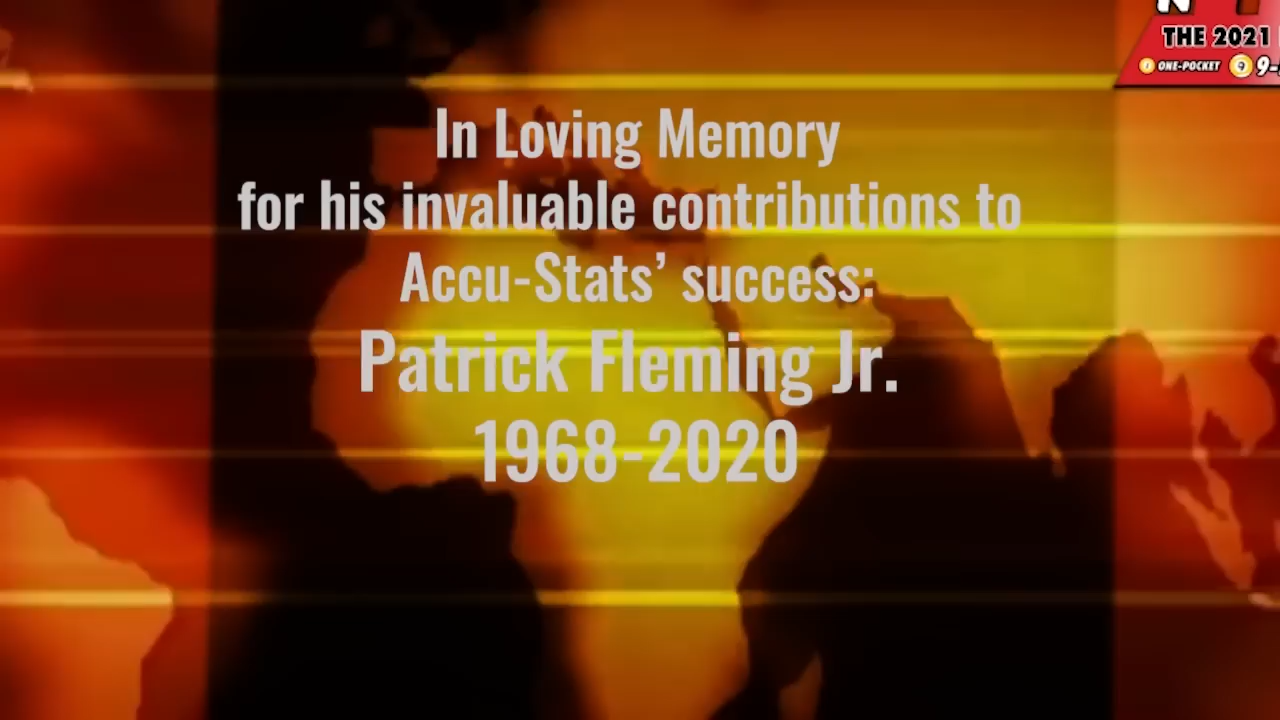 THE 2021
ONE-POCKET 9-
In Loving Memory
for his invaluable contributions to
Accu-Stats’ success:
Patrick Fleming Jr.
1968-2020